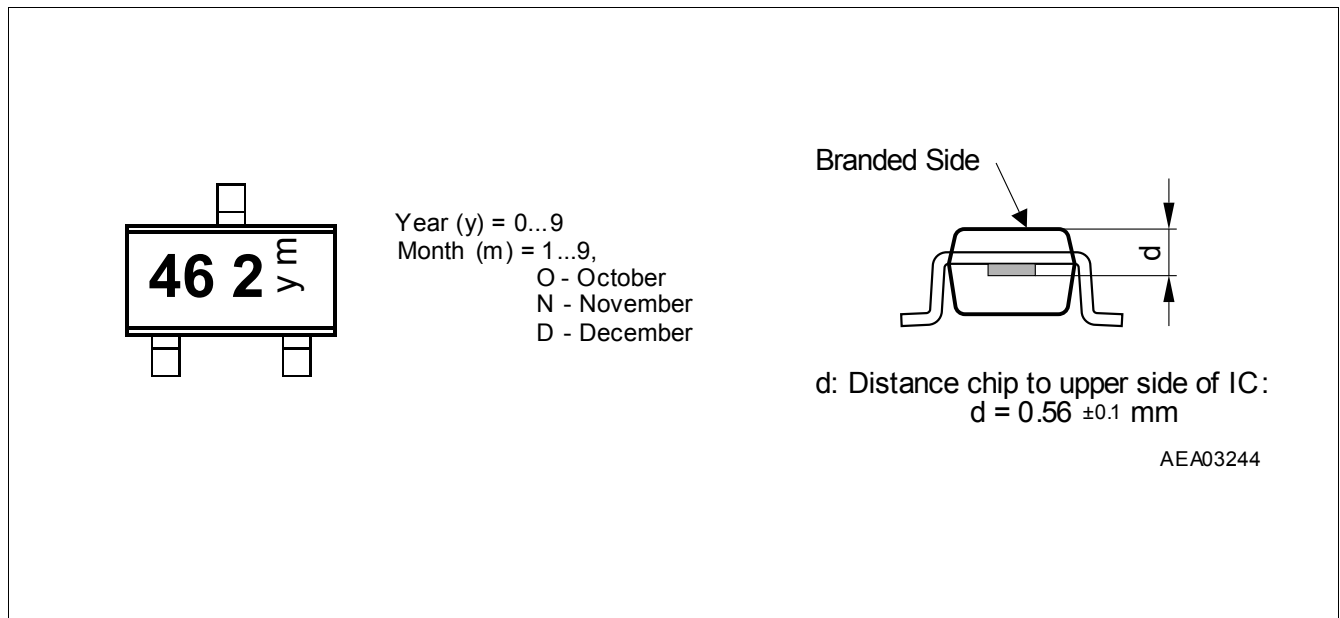 46 2 y m
Year (y) = 0...9
Month (m) = 1...9,
O - October
N - November
D - December
Branded Side
d
d: Distance chip to upper side of IC:
d = 0.56 ±0.1 mm
AEA03244